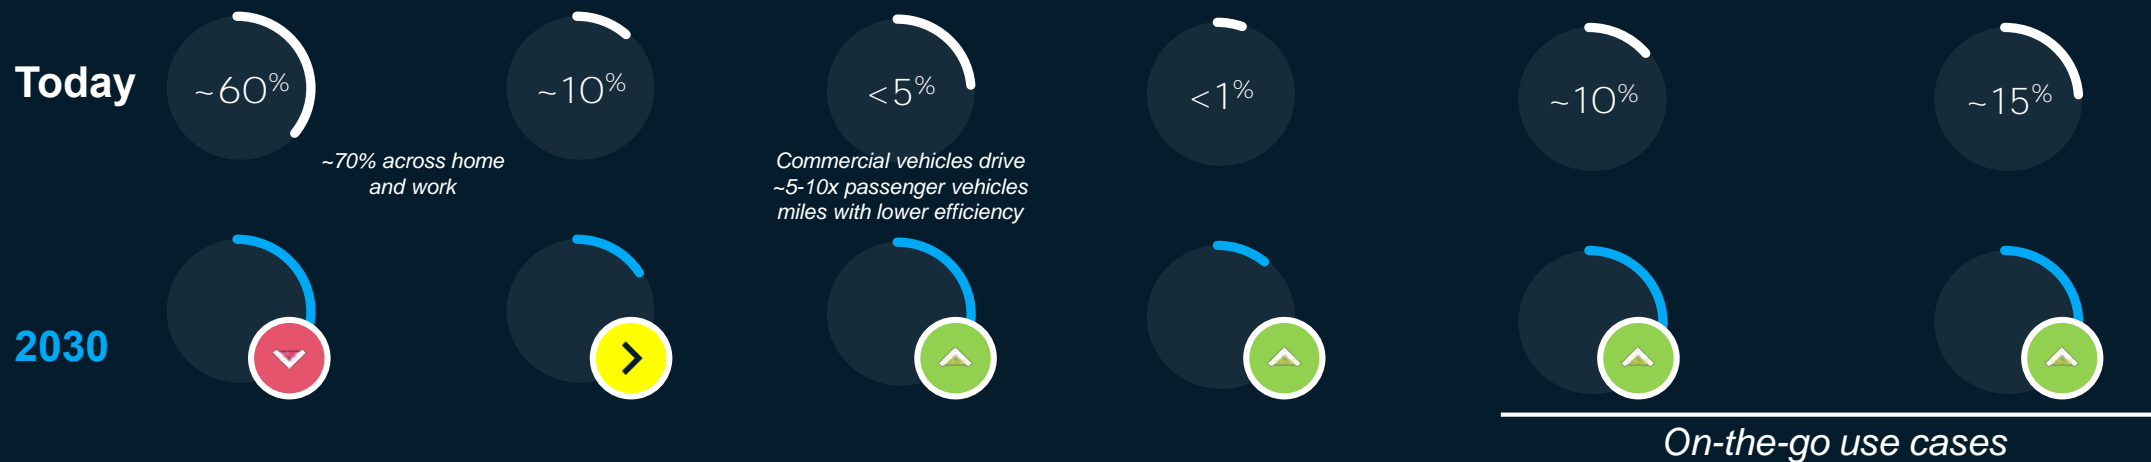 Today
~60%
~10%
<5%
<1%
~10%
~15%
~70% across home
and work
Commercial vehicles drive
~5-10x passenger vehicles
miles with lower efficiency
2030
On-the-go use cases